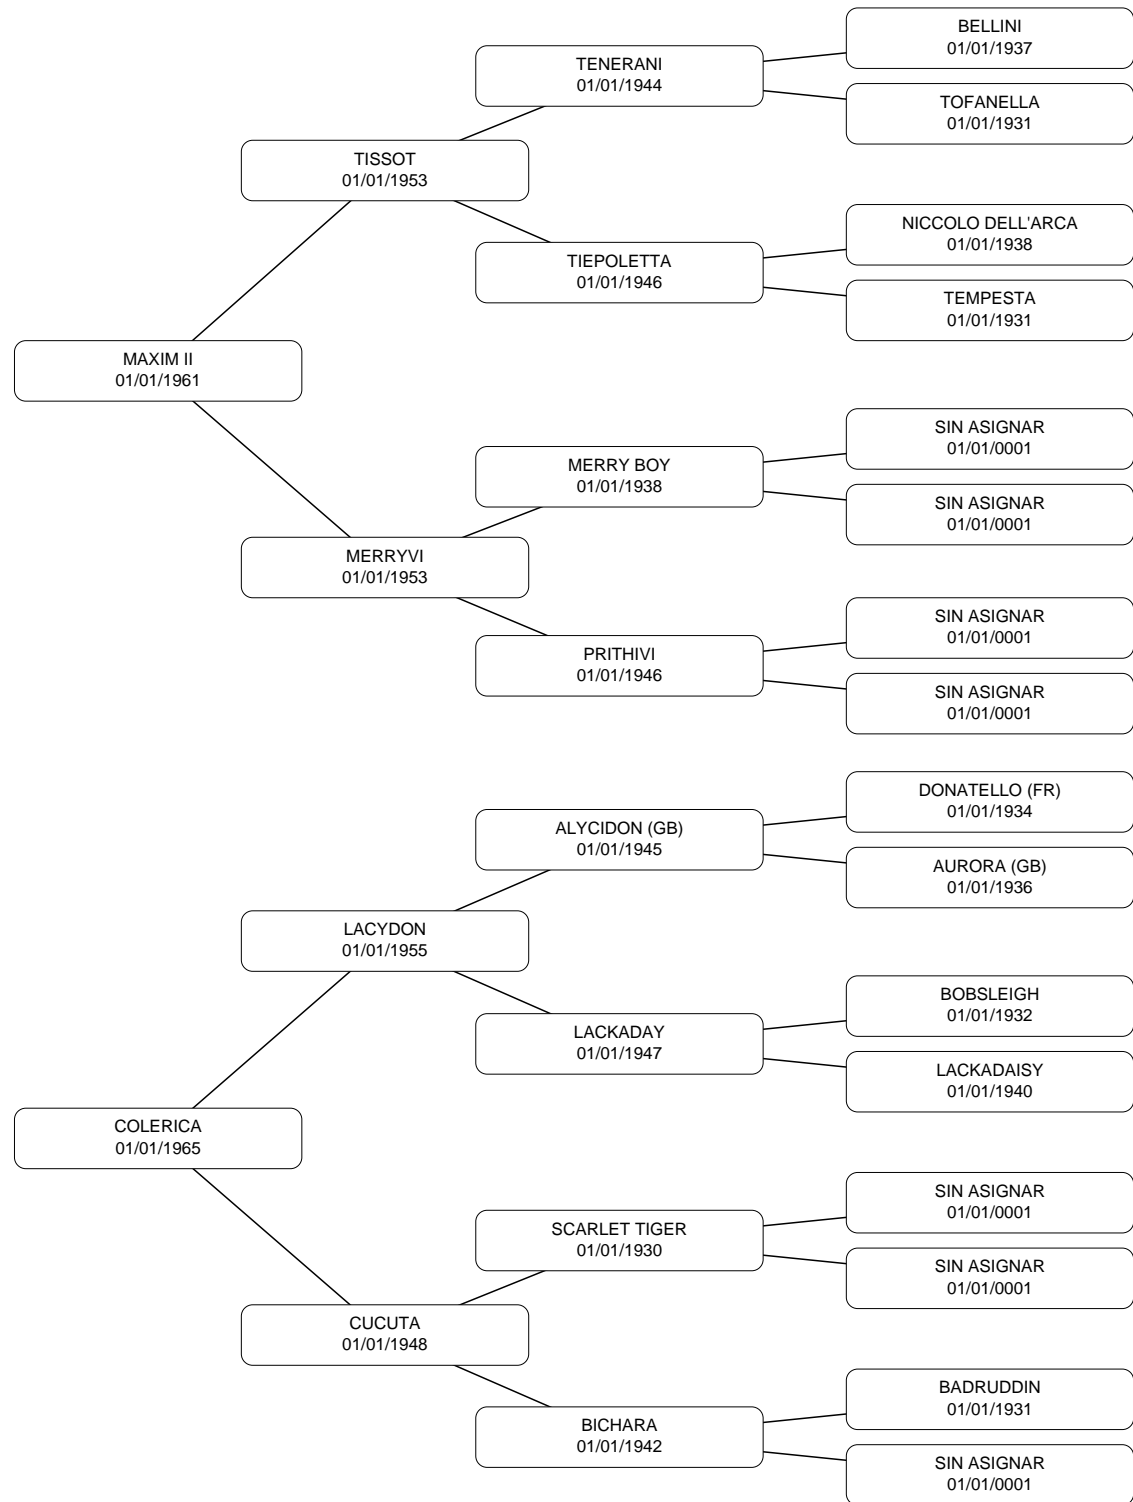 BELLINI
01/01/1937
TENERANI
01/01/1944
TOFANELLA
01/01/1931
TISSOT
01/01/1953
NICCOLO DELL'ARCA
01/01/1938
TIEPOLETTA
01/01/1946
TEMPESTA
01/01/1931
MAXIM II
01/01/1961
SIN ASIGNAR
01/01/0001
MERRY BOY
01/01/1938
SIN ASIGNAR
01/01/0001
MERRYVI
01/01/1953
SIN ASIGNAR
01/01/0001
PRITHIVI
01/01/1946
SIN ASIGNAR
01/01/0001
DONATELLO (FR)
01/01/1934
ALYCIDON (GB)
01/01/1945
AURORA (GB)
01/01/1936
LACYDON
01/01/1955
BOBSLEIGH
01/01/1932
LACKADAY
01/01/1947
LACKADAISY
01/01/1940
COLERICA
01/01/1965
SIN ASIGNAR
01/01/0001
SCARLET TIGER
01/01/1930
SIN ASIGNAR
01/01/0001
CUCUTA
01/01/1948
BADRUDDIN
01/01/1931
BICHARA
01/01/1942
SIN ASIGNAR
01/01/0001